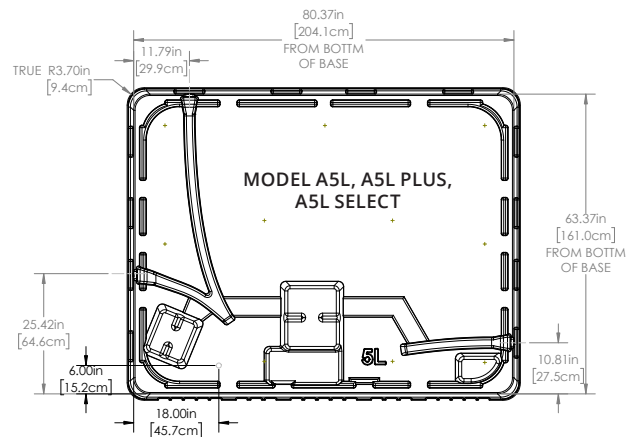 80.37in
[204.1cm]
FROM BOTTM
OF BASE
11.79in
[29.9cm]
TRUE R3.70in
[9.4cm]
MODEL A5L, A5L PLUS,
A5L SELECT
63.37in
[161.0cm]
FROM BOTTM
OF BASE
25.42in
[64.6cm]
5L
6.00in
[15.2cm]
10.81in
[27.5cm]
18.00in
[45.7cm]